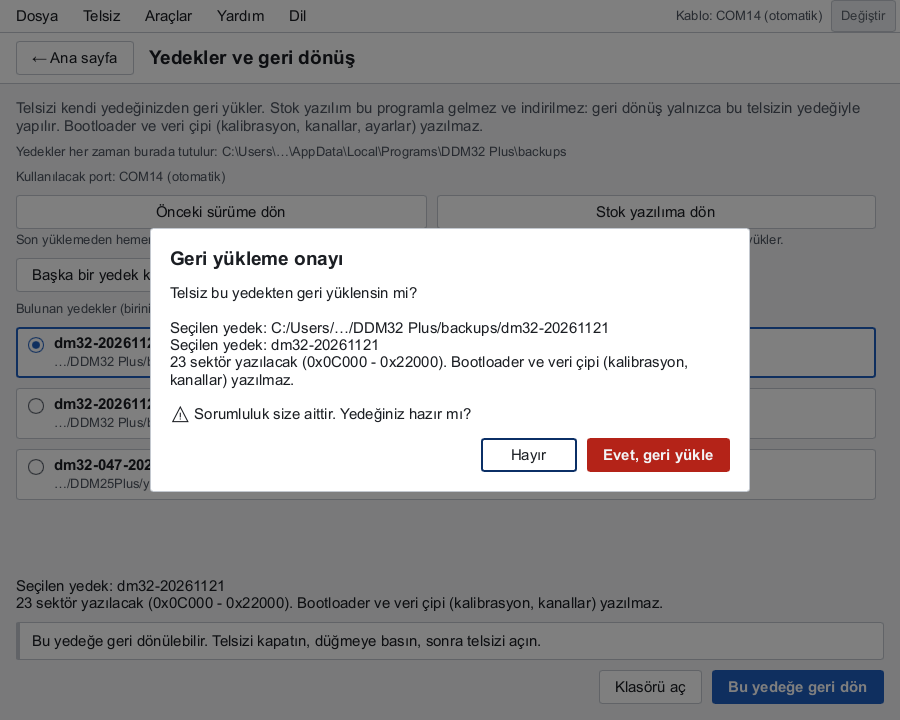 Dosya Telsiz Araçlar Yardım Dil Kablo: COM14 (otomatik) Değiştir
← Ana sayfa Yedekler ve geri dönüş
Telsizi kendi yedeğinizden geri yükler. Stok yazılım bu programla gelmez ve indirilmez: geri dönüş yalnızca bu telsizin yedeğiyle
yapılır. Bootloader ve veri çipi (kalibrasyon, kanallar, ayarlar) yazılmaz.
Yedekler her zaman burada tutulur: C:\Users\…\AppData\Local\Programs\DDM32 Plus\backups
Kullanılacak port: COM14 (otomatik)
Önceki sürüme dön Stok yazılıma dön
Son yüklemeden hemen yükler.
Başka bir yedek
Bulunan yedekler
dm32-2026112
…/DDM32 Plus/b
dm32-2026112
…/DDM32 Plus/b
dm32-047-202
…/DDM25Plus/y
Geri yükleme onayı
Telsiz bu yedekten geri yüklensin mi?
Seçilen yedek: C:/Users/…/DDM32 Plus/backups/dm32-20261121
Seçilen yedek: dm32-20261121
23 sektör yazılacak (0x0C000 - 0x22000). Bootloader ve veri çipi (kalibrasyon,
kanallar) yazılmaz.
⚠ Sorumluluk size aittir. Yedeğiniz hazır mı?
Hayır Evet, geri yükle
Seçilen yedek: dm32-20261121
23 sektör yazılacak (0x0C000 - 0x22000). Bootloader ve veri çipi (kalibrasyon, kanallar) yazılmaz.
Bu yedeğe geri dönülebilir. Telsizi kapatın, düğmeye basın, sonra telsizi açın.
Klasörü aç Bu yedeğe geri dön